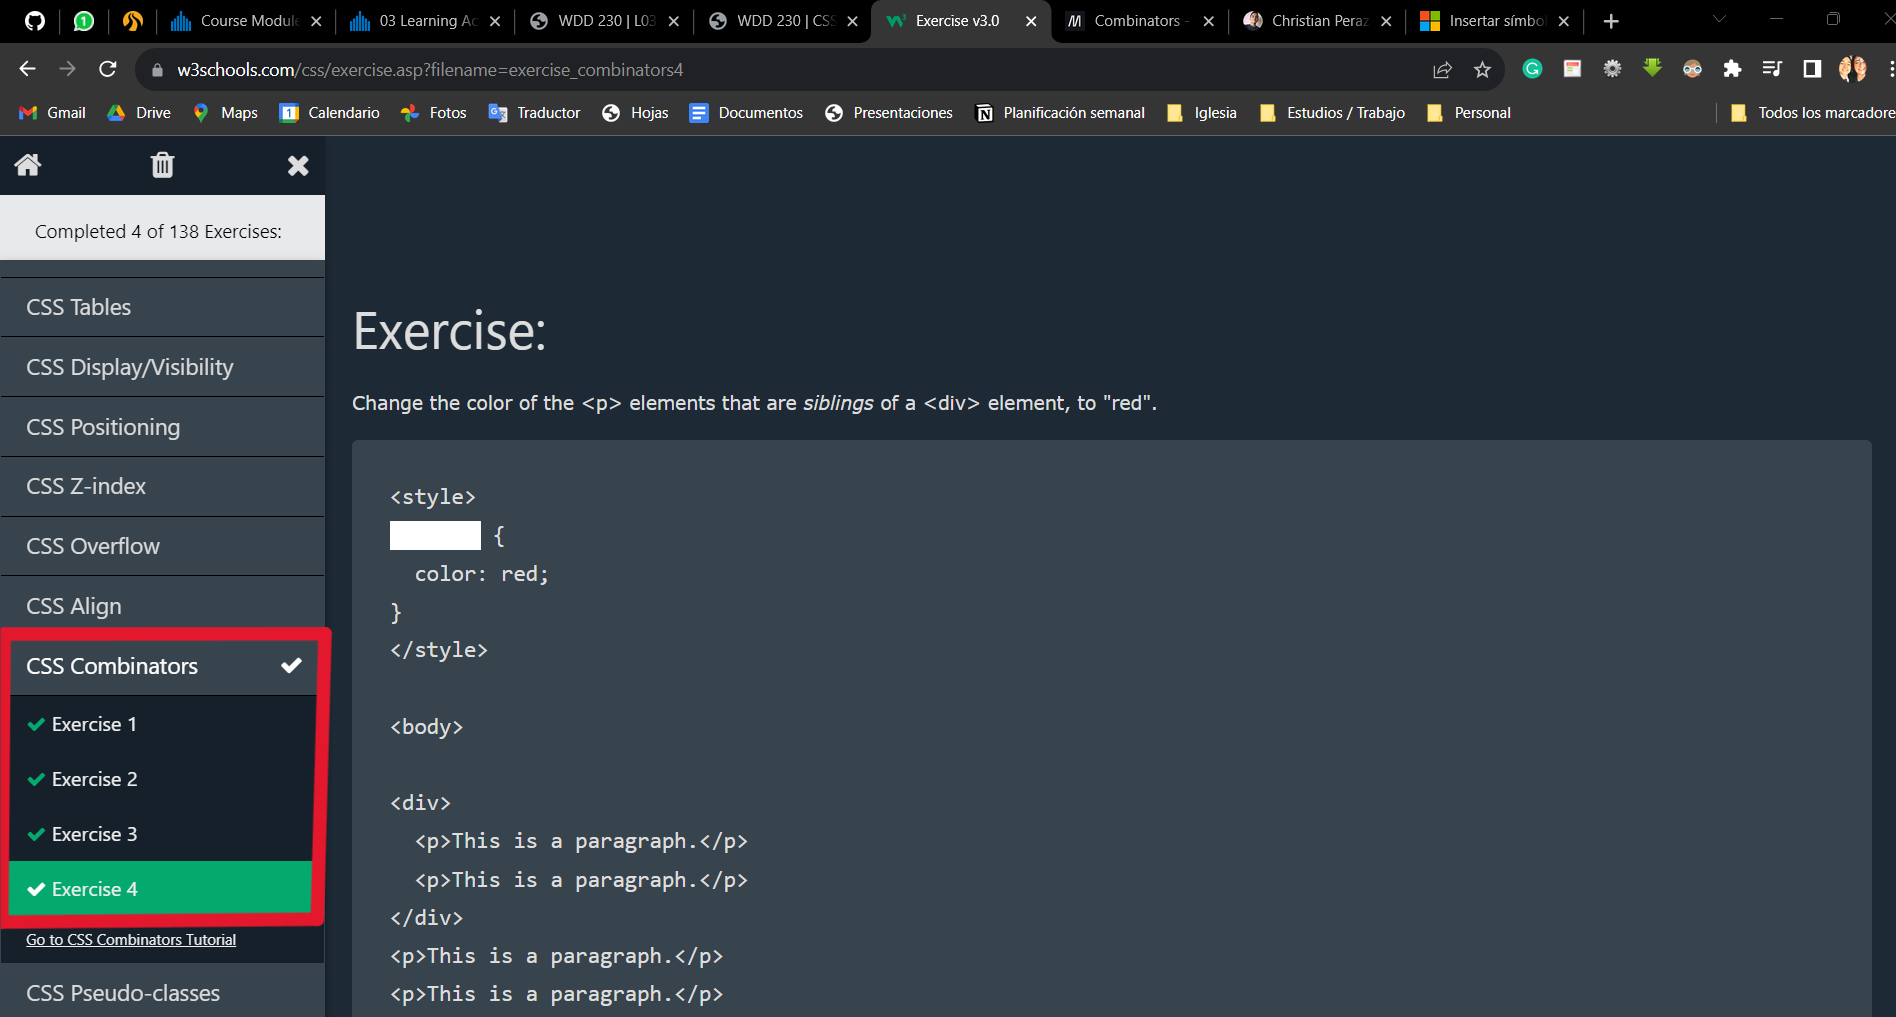 Course Module
03 Learning Ac
WDD 230 | L03
WDD 230 | CSS
Exercise v3.0
Combinators -
Christian Peraz
Insertar símbol
w3schools.com/css/exercise.asp?filename=exercise_combinators4
Gmail
Drive
Maps
Calendario
Fotos
Traductor
Hojas
Documentos
Presentaciones
Planificación semanal
Iglesia
Estudios / Trabajo
Personal
Todos los marcadore
Completed 4 of 138 Exercises:
CSS Tables
CSS Display/Visibility
CSS Positioning
CSS Z-index
CSS Overflow
CSS Align
CSS Combinators
Exercise 1
Exercise 2
Exercise 3
Exercise 4
Go to CSS Combinators Tutorial
CSS Pseudo-classes
Exercise:
Change the color of the <p> elements that are siblings of a <div> element, to "red".
<style>
{
color: red;
}
</style>
<body>
<div>
<p>This is a paragraph.</p>
<p>This is a paragraph.</p>
</div>
<p>This is a paragraph.</p>
<p>This is a paragraph.</p>